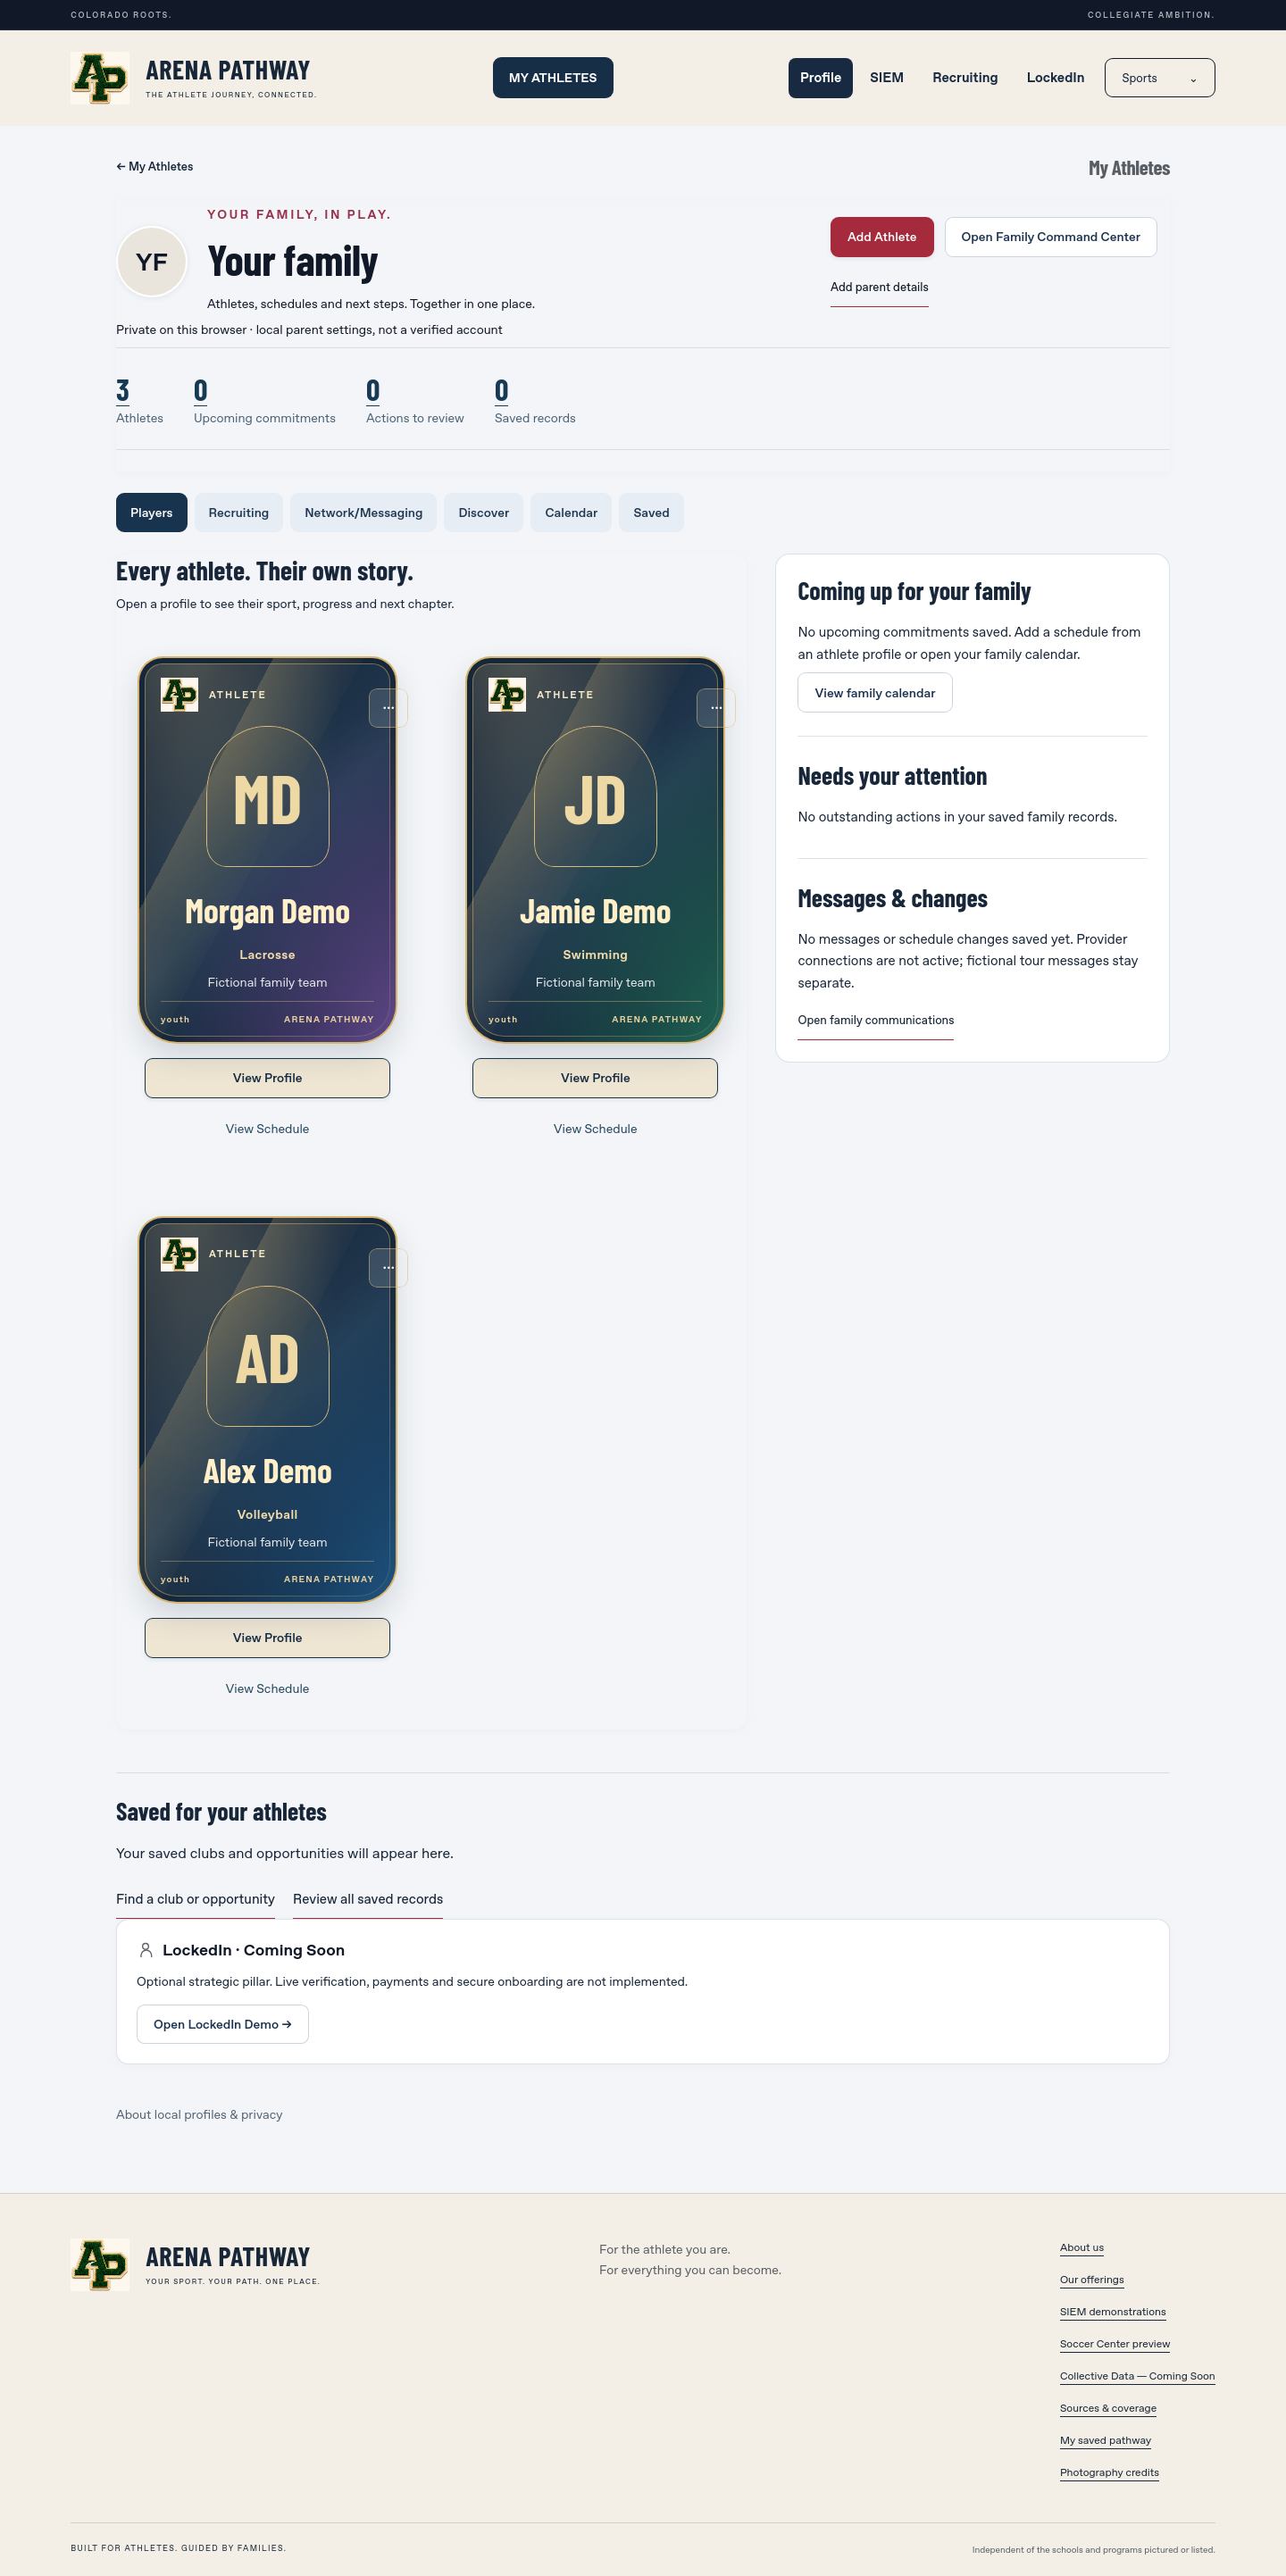 COLORADO ROOTS.
COLLEGIATE AMBITION.
AP
ARENA PATHWAY
THE ATHLETE JOURNEY, CONNECTED.
MY ATHLETES
Profile
SIEM
Recruiting
LockedIn
Sports
← My Athletes
My Athletes
YOUR FAMILY, IN PLAY.
YF
Your family
Athletes, schedules and next steps. Together in one place.
Private on this browser · local parent settings, not a verified account
Add Athlete
Open Family Command Center
Add parent details
3
Athletes
0
Upcoming commitments
0
Actions to review
0
Saved records
Players
Recruiting
Network/Messaging
Discover
Calendar
Saved
Every athlete. Their own story.
Open a profile to see their sport, progress and next chapter.
AP
ATHLETE
...
MD
Morgan Demo
Lacrosse
Fictional family team
youth
ARENA PATHWAY
View Profile
View Schedule
AP
ATHLETE
...
JD
Jamie Demo
Swimming
Fictional family team
youth
ARENA PATHWAY
View Profile
View Schedule
AP
ATHLETE
...
AD
Alex Demo
Volleyball
Fictional family team
youth
ARENA PATHWAY
View Profile
View Schedule
Coming up for your family
No upcoming commitments saved. Add a schedule from
an athlete profile or open your family calendar.
View family calendar
Needs your attention
No outstanding actions in your saved family records.
Messages & changes
No messages or schedule changes saved yet. Provider
connections are not active; fictional tour messages stay
separate.
Open family communications
Saved for your athletes
Your saved clubs and opportunities will appear here.
Find a club or opportunity
Review all saved records
LockedIn · Coming Soon
Optional strategic pillar. Live verification, payments and secure onboarding are not implemented.
Open LockedIn Demo →
About local profiles & privacy
AP
ARENA PATHWAY
YOUR SPORT. YOUR PATH. ONE PLACE.
For the athlete you are.
For everything you can become.
About us
Our offerings
SIEM demonstrations
Soccer Center preview
Collective Data — Coming Soon
Sources & coverage
My saved pathway
Photography credits
BUILT FOR ATHLETES. GUIDED BY FAMILIES.
Independent of the schools and programs pictured or listed.